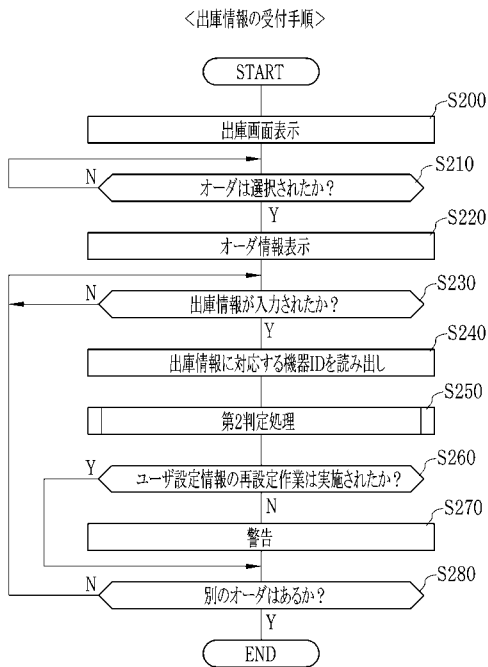 ＜出庫情報の受付手順＞
START
S200
出庫画面表示
S210
N
オーダは選択されたか？
Y
S220
オーダ情報表示
S230
N
出庫情報が入力されたか？
Y
S240
出庫情報に対応する機器IDを読み出し
S250
第2判定処理
S260
Y
ユーザ設定情報の再設定作業は実施されたか？
N
S270
警告
S280
N
別のオーダはあるか？
Y
END